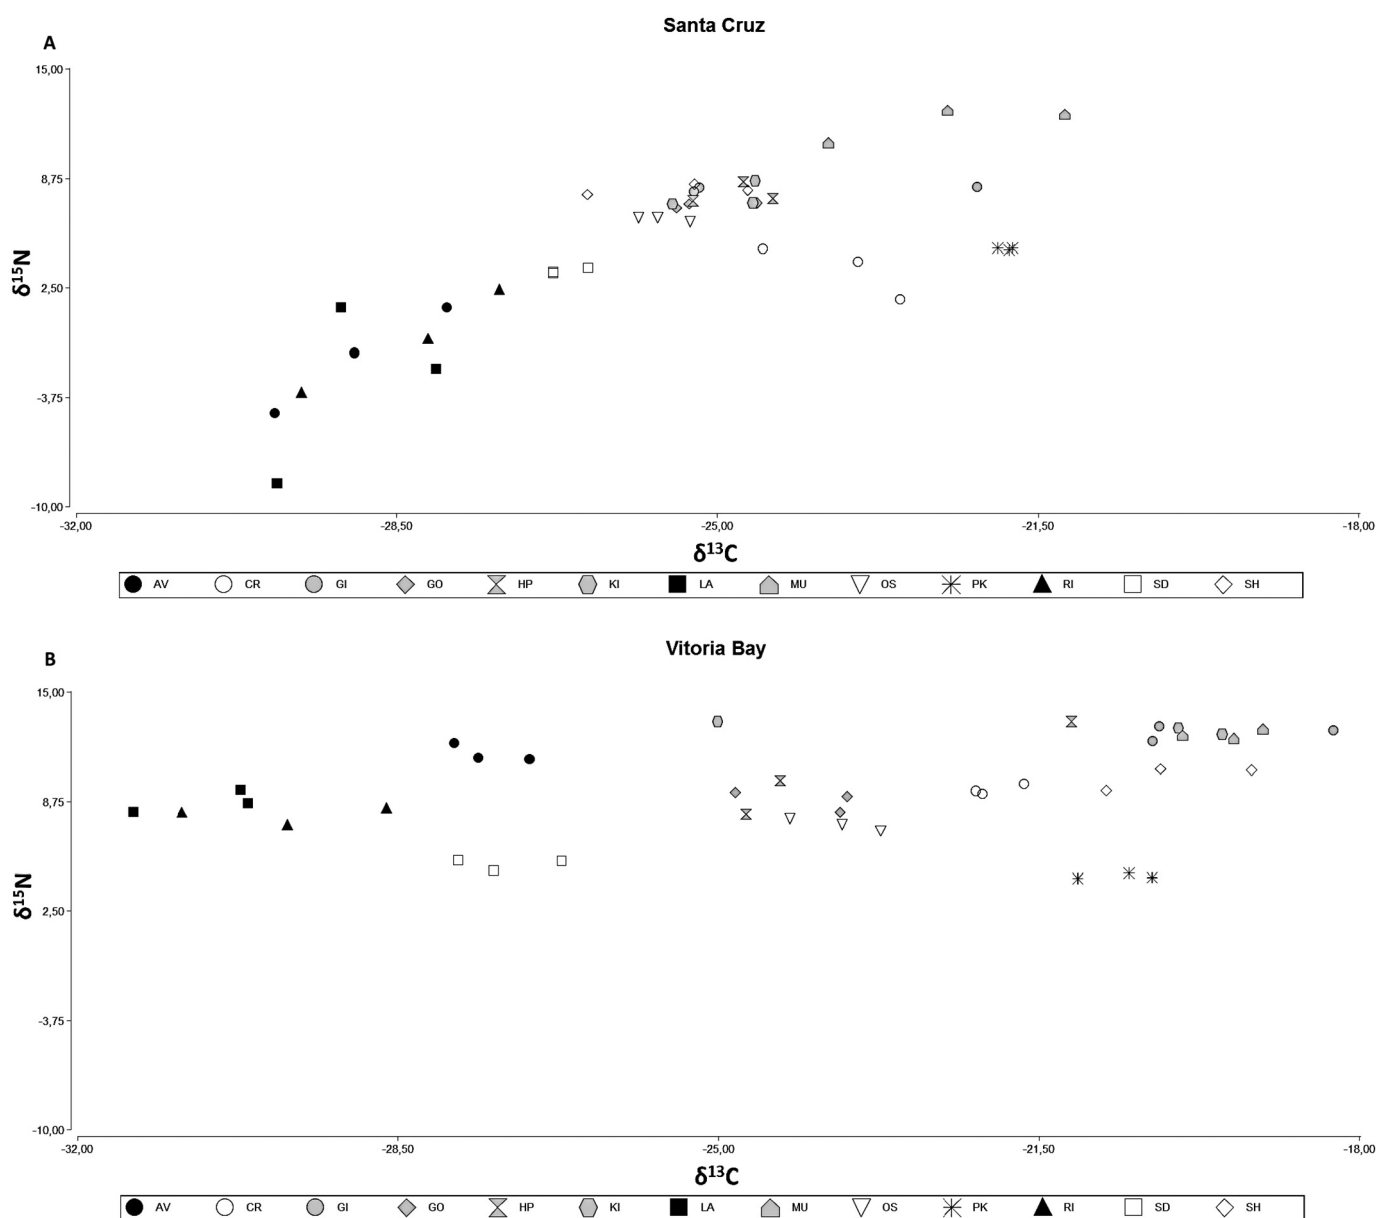 Santa Cruz
A
15,00
8,75
2,50
-3,75
-10,00
δ15N
-32,00 -28,50 -25,00 -21,50 -18,00
δ13C
AV CR GI GO HP KI LA MU OS PK RI SD SH
Vitoria Bay
B
15,00
8,75
2,50
-3,75
-10,00
δ15N
-32,00 -28,50 -25,00 -21,50 -18,00
δ13C
AV CR GI GO HP KI LA MU OS PK RI SD SH